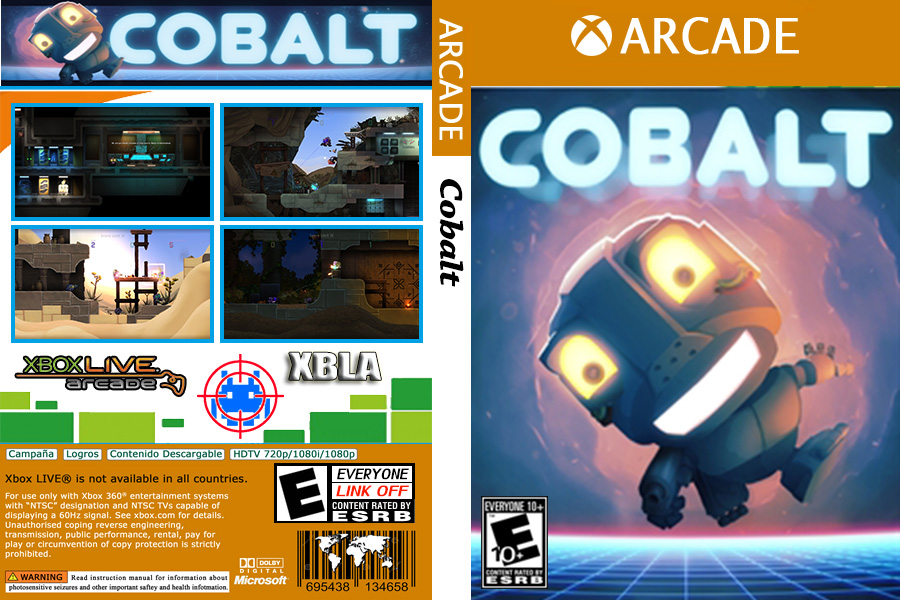 COBALT
XBOX LIVE.
arcade
XBLA
Campaña Logros Contenido Descargable HDTV 720p/1080i/1080p
Xbox LIVE® is not available in all countries.
For use only with Xbox 360® entertainment systems
with "NTSC" designation and NTSC TVs capable of
displaying a 60Hz signal. See xbox.com for details.
Unauthorised coping reverse engineering,
transmission, public performance, rental, pay for
play or circumvention of copy protection is strictly
prohibited.
WARNING Read instruction manual for information about
photosensitive seizures and other important saftey and health infotmation.
E
EVERYONE
LINK OFF
CONTENT RATED BY
ESRB
DOLBY
DIGITAL
Microsoft®
695438 134658
ARCADE
Cobalt
ARCADE
COBALT
EVERYONE 10+
E
10+
CONTENT RATED BY
ESRB